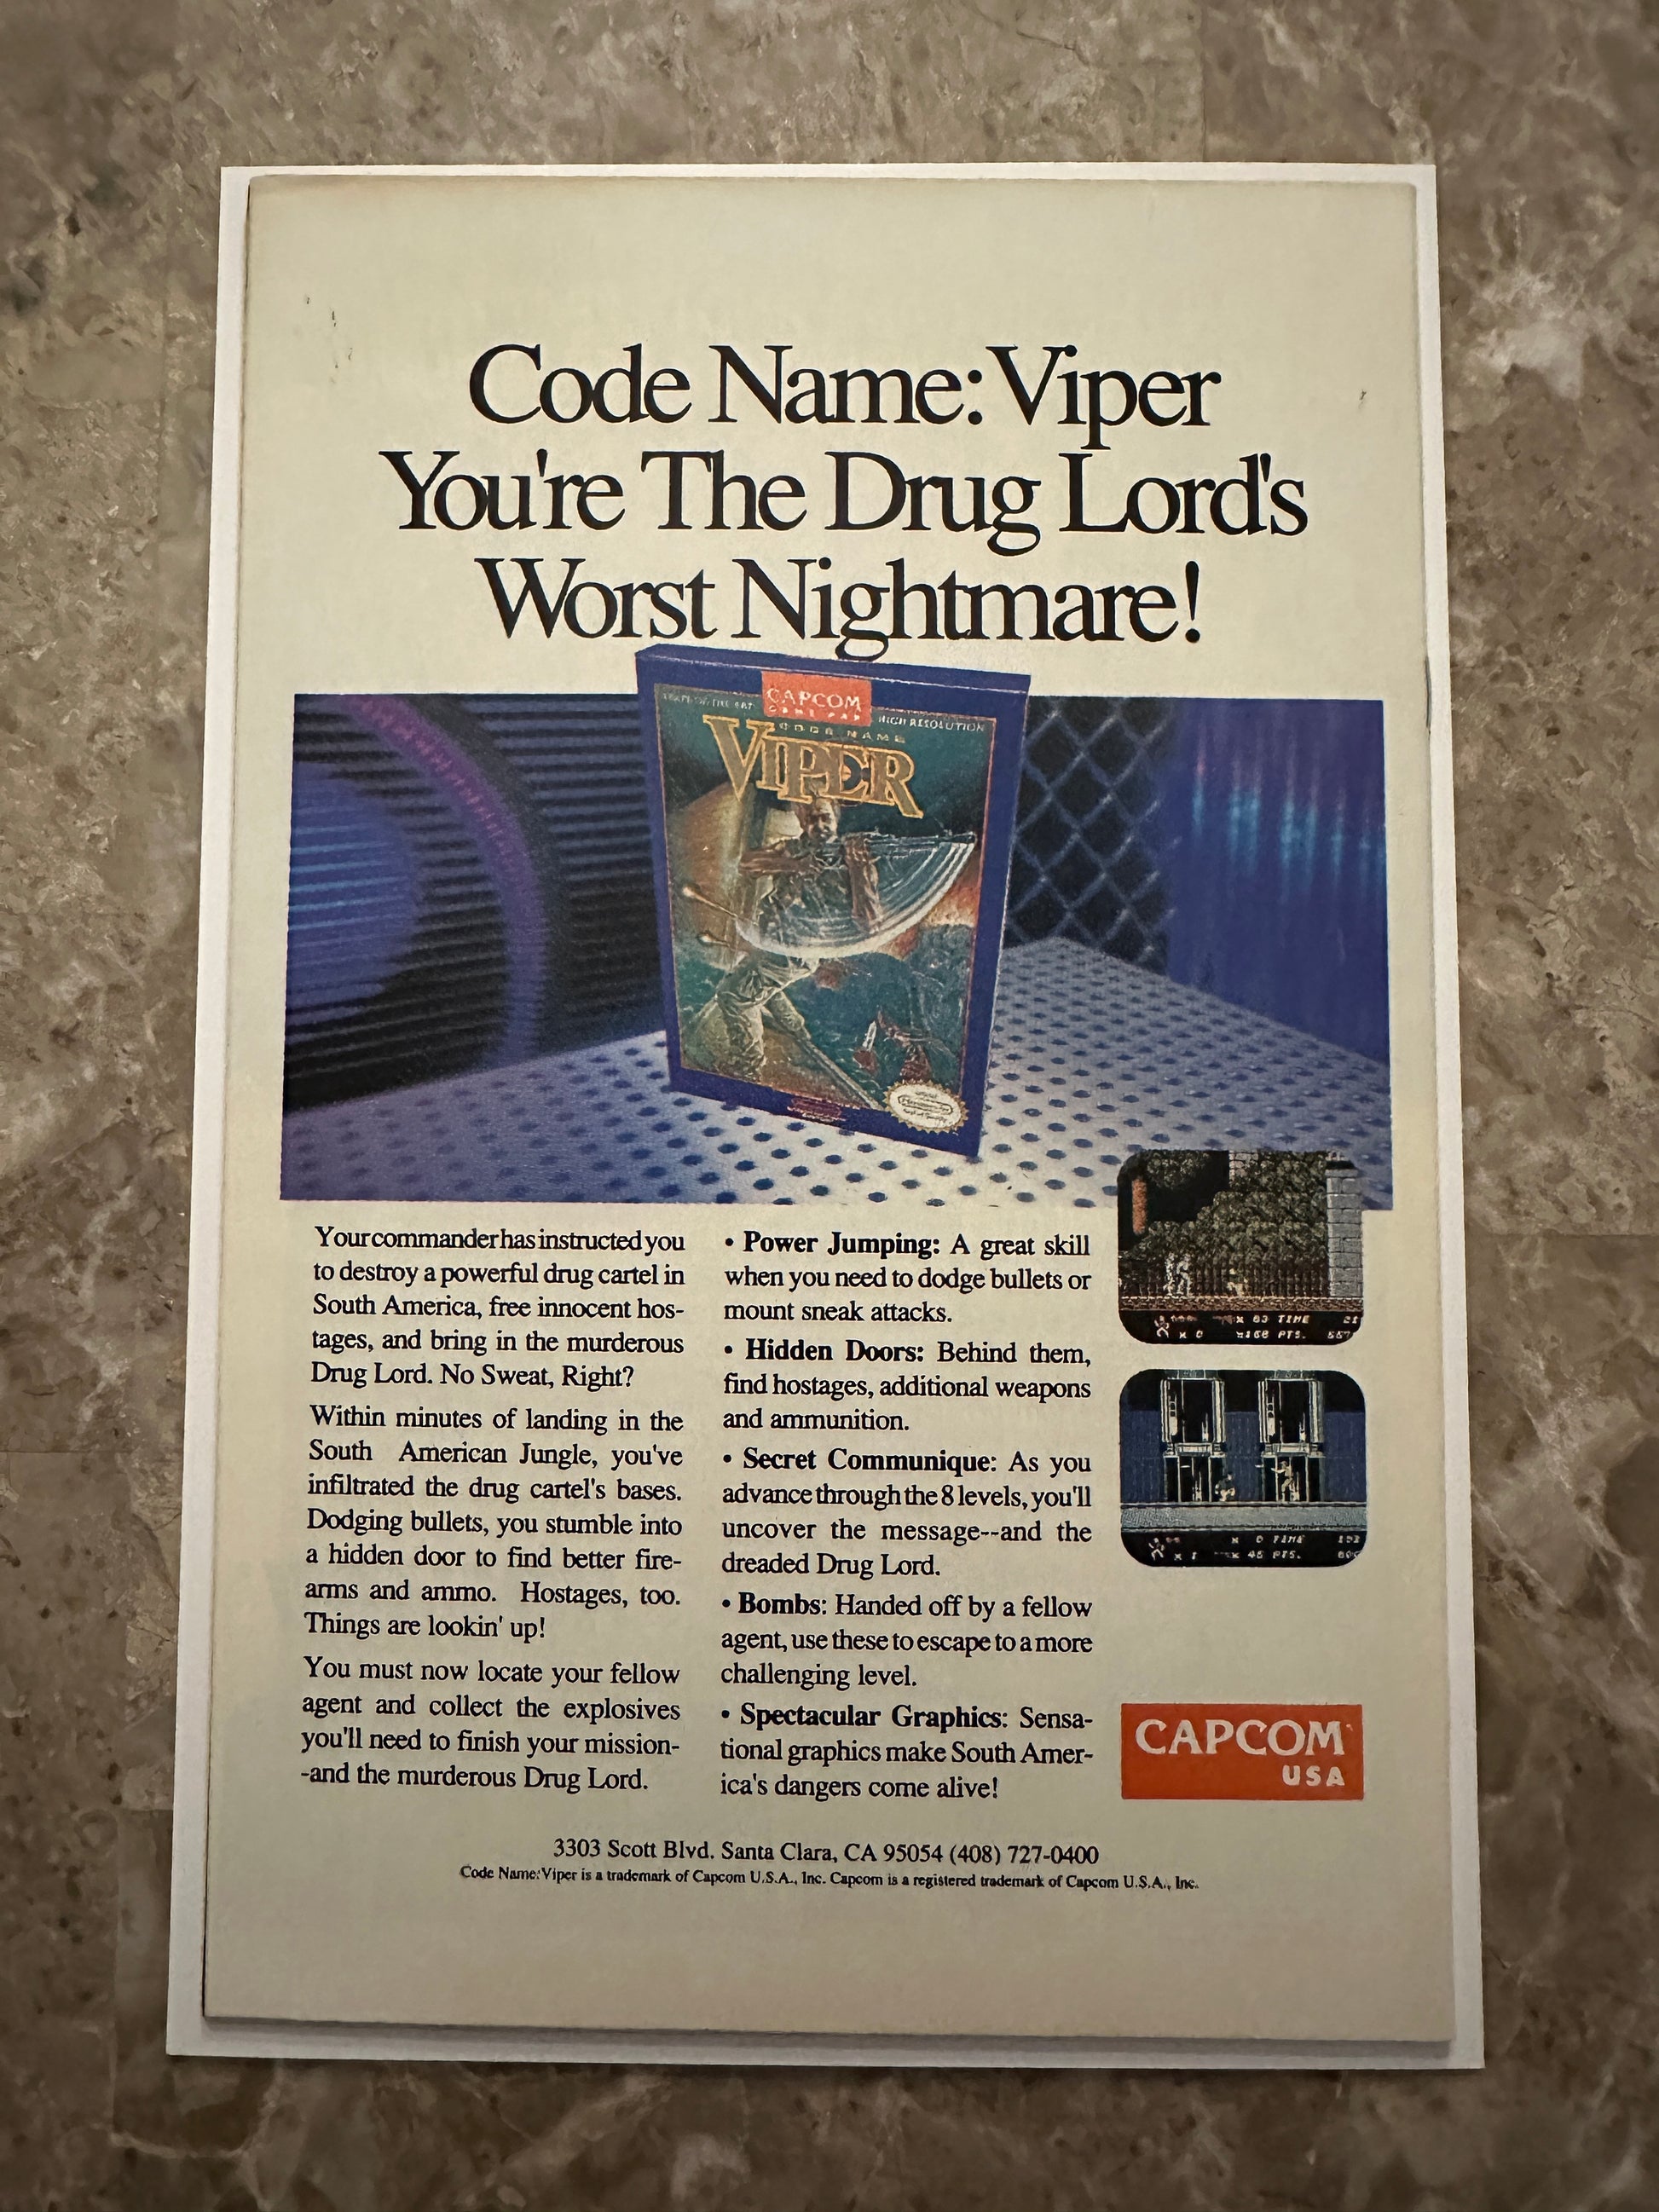 Code Name: Viper
You're The Drug Lord's
Worst Nightmare!
CAPCOM
HIGH RESOLUTION
CODE NAME
VIPER
Your commander has instructed you
to destroy a powerful drug cartel in
South America, free innocent hos-
tages, and bring in the murderous
Drug Lord. No Sweat, Right?
Within minutes of landing in the
South American Jungle, you've
infiltrated the drug cartel's bases.
Dodging bullets, you stumble into
a hidden door to find better fire-
arms and ammo. Hostages, too.
Things are lookin' up!
You must now locate your fellow
agent and collect the explosives
you'll need to finish your mission-
-and the murderous Drug Lord.
• Power Jumping: A great skill
when you need to dodge bullets or
mount sneak attacks.
• Hidden Doors: Behind them,
find hostages, additional weapons
and ammunition.
• Secret Communique: As you
advance through the 8 levels, you'll
uncover the message--and the
dreaded Drug Lord.
• Bombs: Handed off by a fellow
agent, use these to escape to a more
challenging level.
• Spectacular Graphics: Sensa-
tional graphics make South Amer-
ica's dangers come alive!
x 83 TIME
x 0 PTS.
x 0 TIME
x 1 x 45 PTS.
CAPCOM
USA
3303 Scott Blvd. Santa Clara, CA 95054 (408) 727-0400
Code Name: Viper is a trademark of Capcom U.S.A., Inc. Capcom is a registered trademark of Capcom U.S.A., Inc.